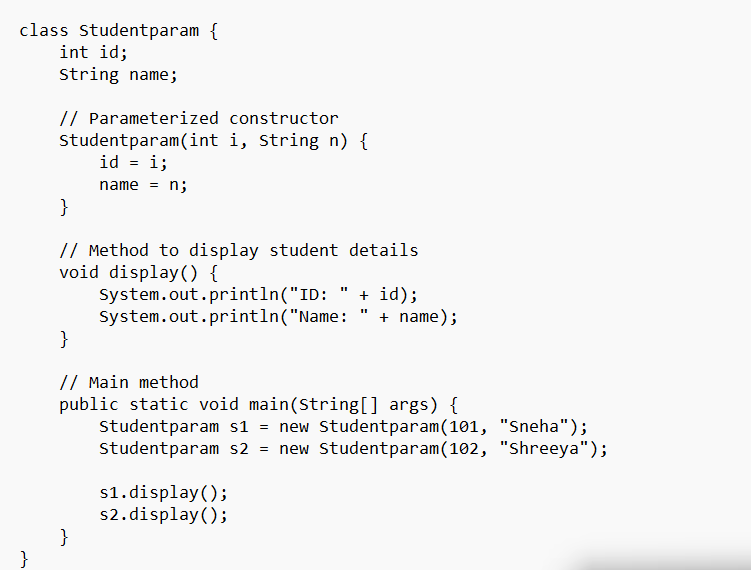 class Studentparam {
    int id;
    String name;

    // Parameterized constructor
    Studentparam(int i, String n) {
        id = i;
        name = n;
    }

    // Method to display student details
    void display() {
        System.out.println("ID: " + id);
        System.out.println("Name: " + name);
    }

    // Main method
    public static void main(String[] args) {
        Studentparam s1 = new Studentparam(101, "Sneha");
        Studentparam s2 = new Studentparam(102, "Shreeya");

        s1.display();
        s2.display();
    }
}